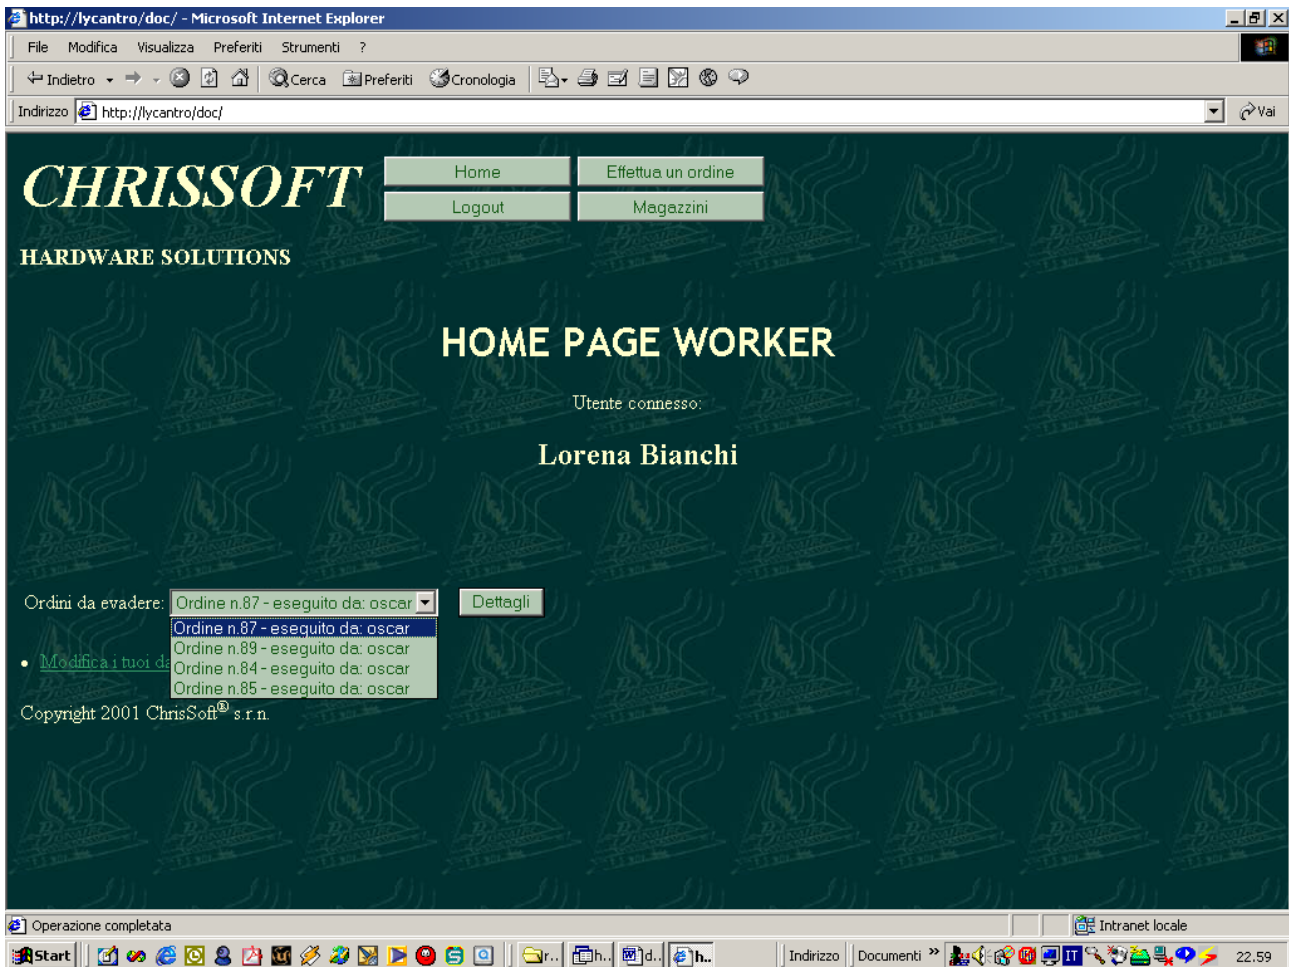 http://lycantro/doc/ - Microsoft Internet Explorer
File Modifica Visualizza Preferiti Strumenti ?
Indietro Cerca Preferiti Cronologia
Indirizzo http://lycantro/doc/ Vai
CHRISSOFT
Home Effettua un ordine
Logout Magazzini
HARDWARE SOLUTIONS
HOME PAGE WORKER
Utente connesso:
Lorena Bianchi
Ordini da evadere: Ordine n.87 - eseguito da: oscar Dettagli
Ordine n.87 - eseguito da: oscar
Ordine n.89 - eseguito da: oscar
Ordine n.84 - eseguito da: oscar
Ordine n.85 - eseguito da: oscar
• Modifica i tuoi da
Copyright 2001 ChrisSoft® s.r.n.
Operazione completata Intranet locale
Start r.. h.. d.. h.. Indirizzo Documenti » IT 22.59